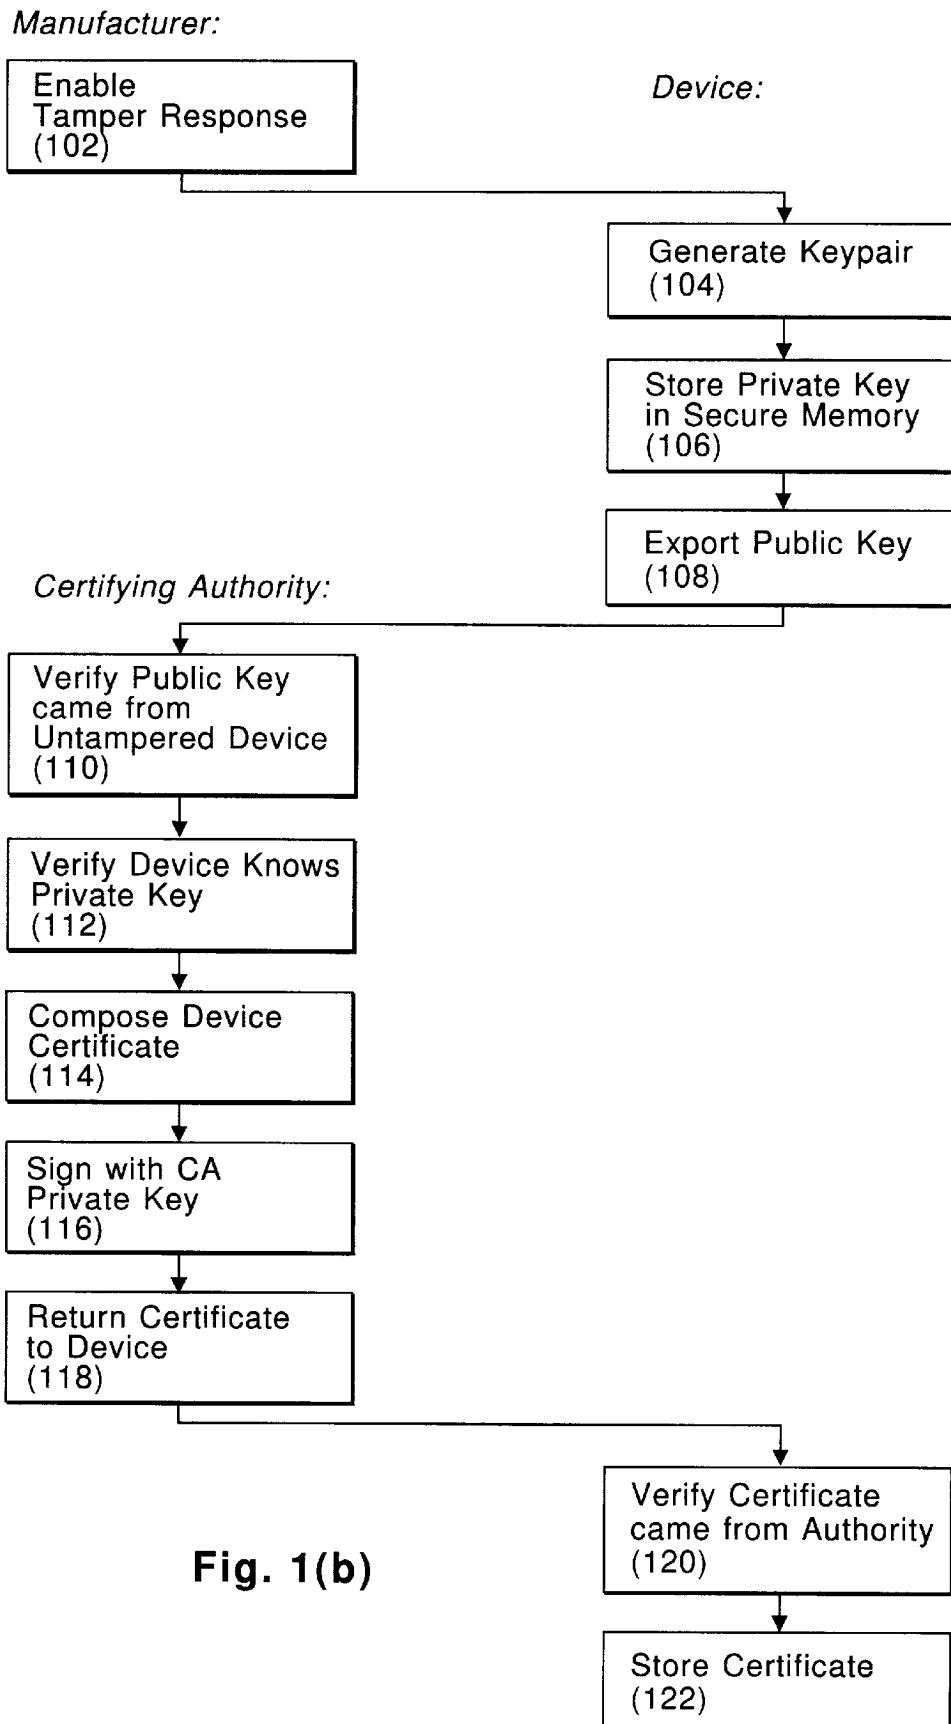 Manufacturer:
Enable
Tamper Response
(102)
Device:
Generate Keypair
(104)
Store Private Key
in Secure Memory
(106)
Export Public Key
(108)
Certifying Authority:
Verify Public Key
came from
Untampered Device
(110)
Verify Device Knows
Private Key
(112)
Compose Device
Certificate
(114)
Sign with CA
Private Key
(116)
Return Certificate
to Device
(118)
Verify Certificate
came from Authority
(120)
Store Certificate
(122)
Fig. 1(b)